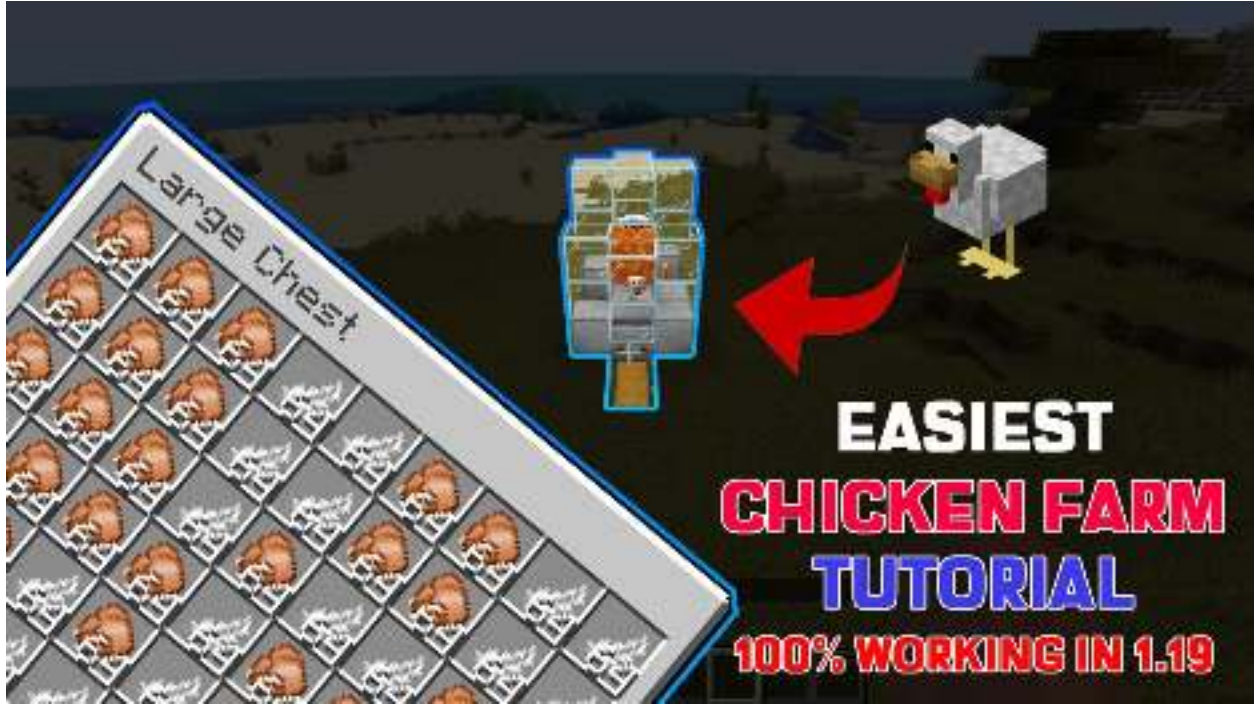 Large Chest
EASIEST
CHICKEN FARM
TUTORIAL
100% WORKING IN 1.19